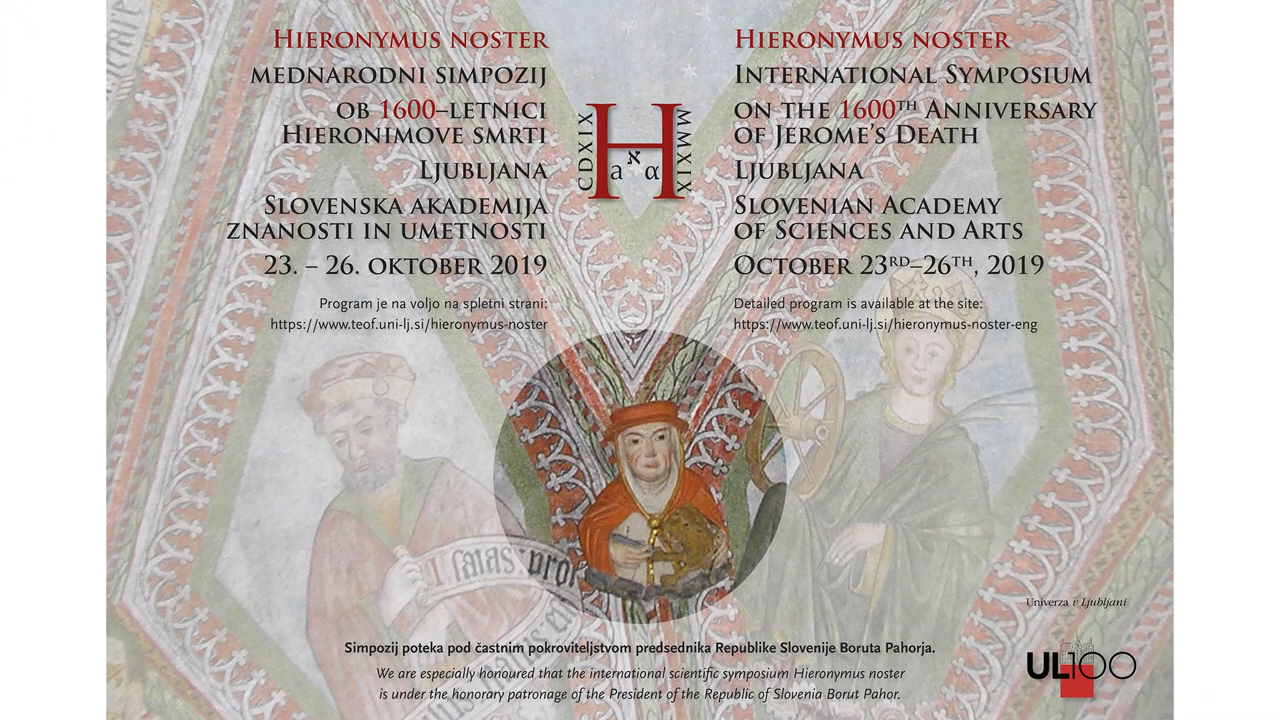 HIERONYMUS NOSTER
MEDNARODNI SIMPOZIJ
OB 1600–LETNICI
HIERONIMOVE SMRTI
LJUBLJANA
SLOVENSKA AKADEMIJA
ZNANOSTI IN UMETNOSTI
23. – 26. OKTOBER 2019
Program je na voljo na spletni strani:
https://www.teof.uni-lj.si/hieronymus-noster
CDXIX
H
MMXIX
a א α
HIERONYMUS NOSTER
INTERNATIONAL SYMPOSIUM
ON THE 1600TH ANNIVERSARY
OF JEROME’S DEATH
LJUBLJANA
SLOVENIAN ACADEMY
OF SCIENCES AND ARTS
OCTOBER 23RD–26TH, 2019
Detailed program is available at the site:
https://www.teof.uni-lj.si/hieronymus-noster-eng
Univerza v Ljubljani
UL100
Simpozij poteka pod častnim pokroviteljstvom predsednika Republike Slovenije Boruta Pahorja.
We are especially honoured that the international scientific symposium Hieronymus noster
is under the honorary patronage of the President of the Republic of Slovenia Borut Pahor.